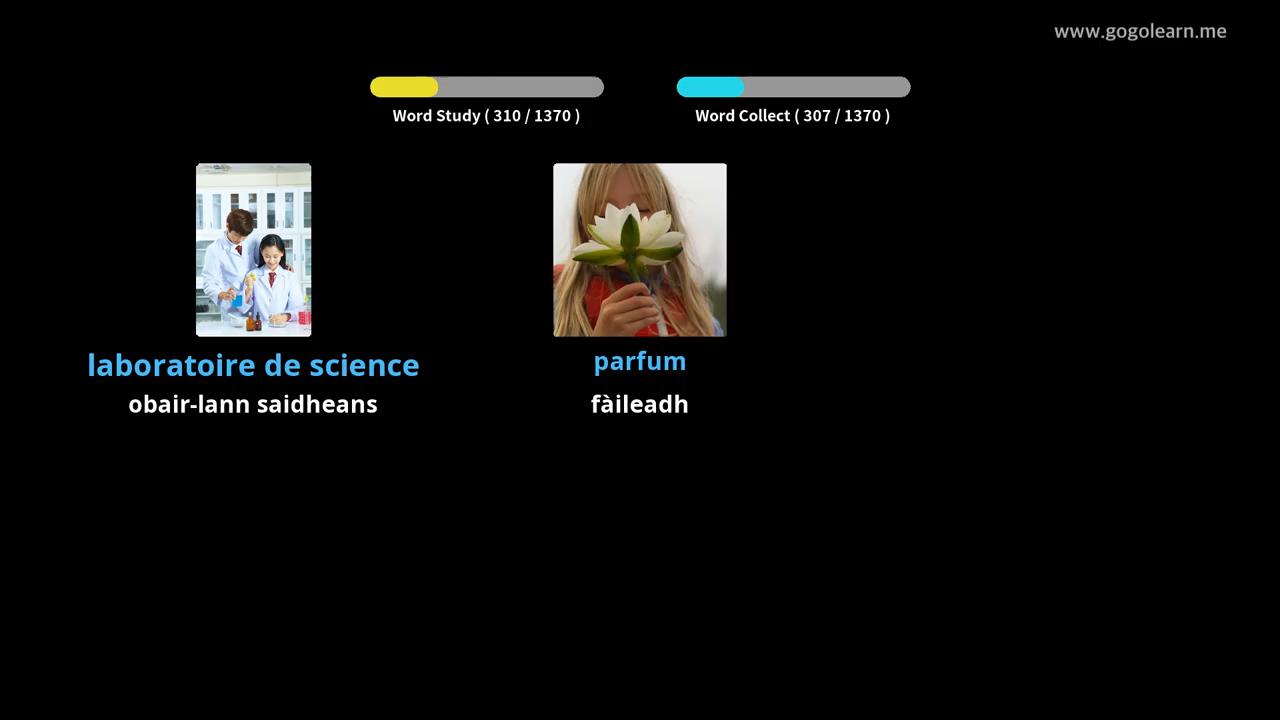 www.gogolearn.me
Word Study ( 310 / 1370 )
Word Collect ( 307 / 1370 )
laboratoire de science
obair-lann saidheans
parfum
fàileadh